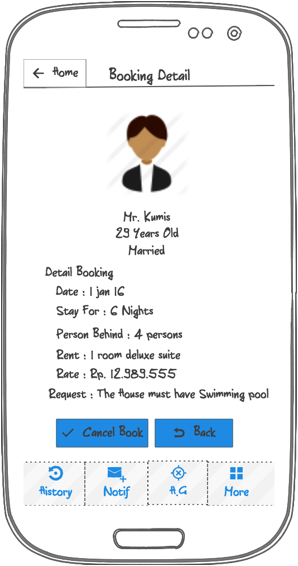 Home
Booking Detail
Mr. Kumis
29 Years Old
Married
Detail Booking
Date : 1 jan 16
Stay For : 6 Nights
Person Behind : 4 persons
Rent : 1 room deluxe suite
Rate : Rp. 12.989.555
Request : The House must have Swimming pool
Cancel Book
Back
History
Notif
H.G
More